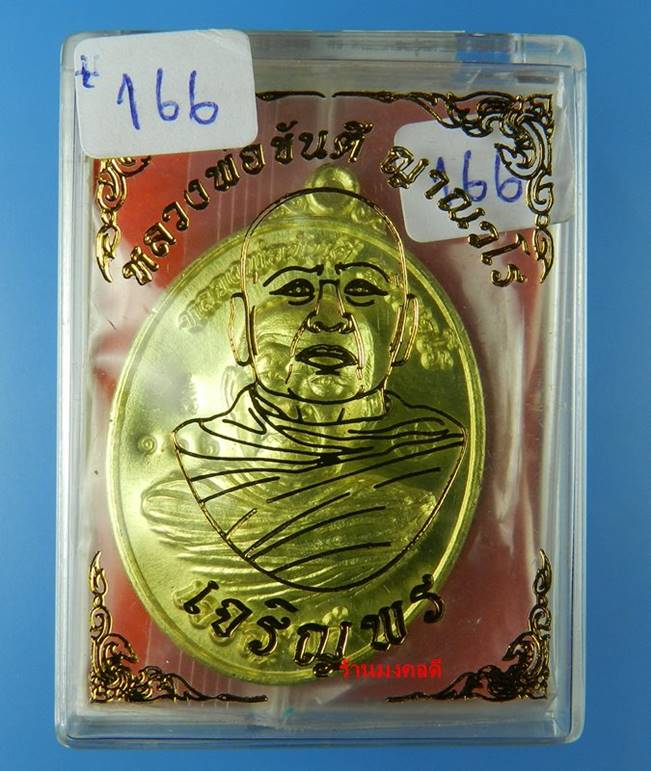 166
166
หลวงพ่อขันตี ญาณวโร
เจริญพร
ร้านมงคลดี